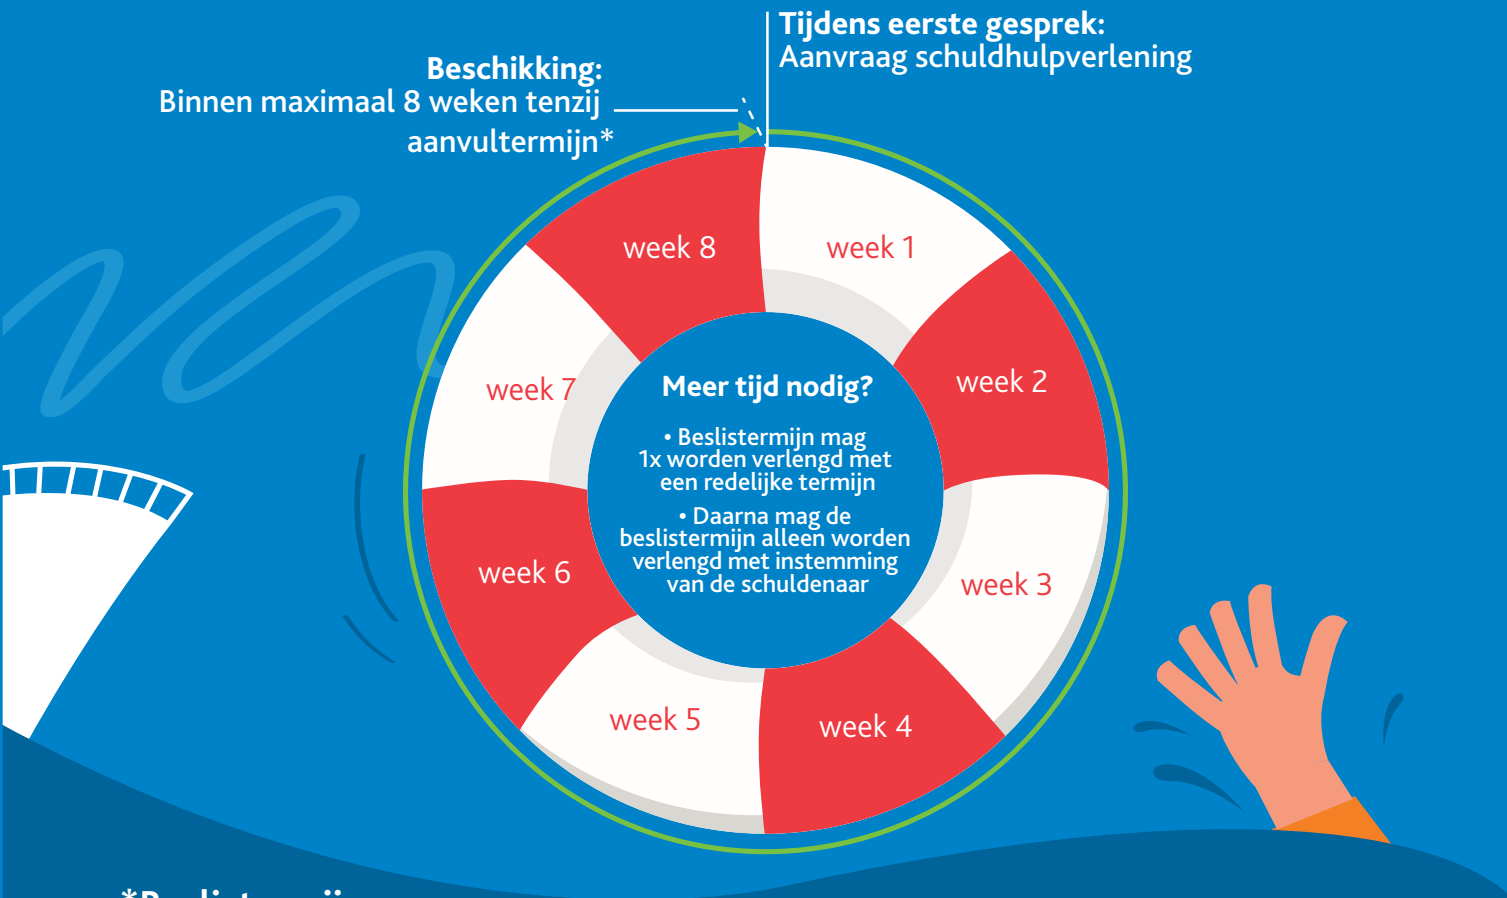 Tijdens eerste gesprek:
Aanvraag schuldhulpverlening
Beschikking:
Binnen maximaal 8 weken tenzij
aanvultermijn*
week 1
week 2
week 3
week 4
week 5
week 6
week 7
week 8
Meer tijd nodig?
• Beslistermijn mag
1x worden verlengd met
een redelijke termijn
• Daarna mag de
beslistermijn alleen worden
verlengd met instemming
van de schuldenaar